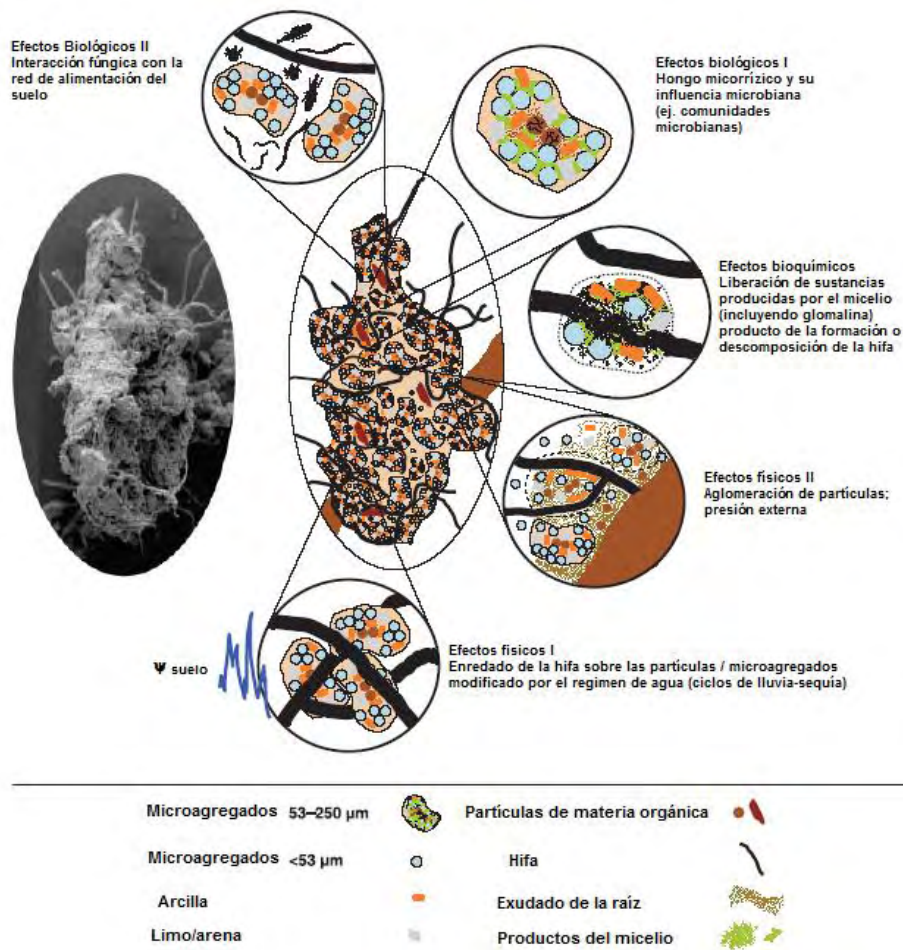 Efectos Biológicos II
Interacción fúngica con la
red de alimentación del
suelo
Efectos biológicos I
Hongo micorrízico y su
influencia microbiana
(ej. comunidades
microbianas)
Efectos bioquímicos
Liberación de sustancias
producidas por el micelio
(incluyendo glomalina)
producto de la formación o
descomposición de la hifa
Efectos físicos II
Aglomeración de partículas;
presión externa
Ψ suelo
Efectos fisicos I
Enredado de la hifa sobre las partículas / microagregados
modificado por el regimen de agua (ciclos de lluvia-sequía)
Microagregados 53–250 µm
Partículas de materia orgánica
Microagregados <53 µm
Hifa
Arcilla
Exudado de la raíz
Limo/arena
Productos del micelio